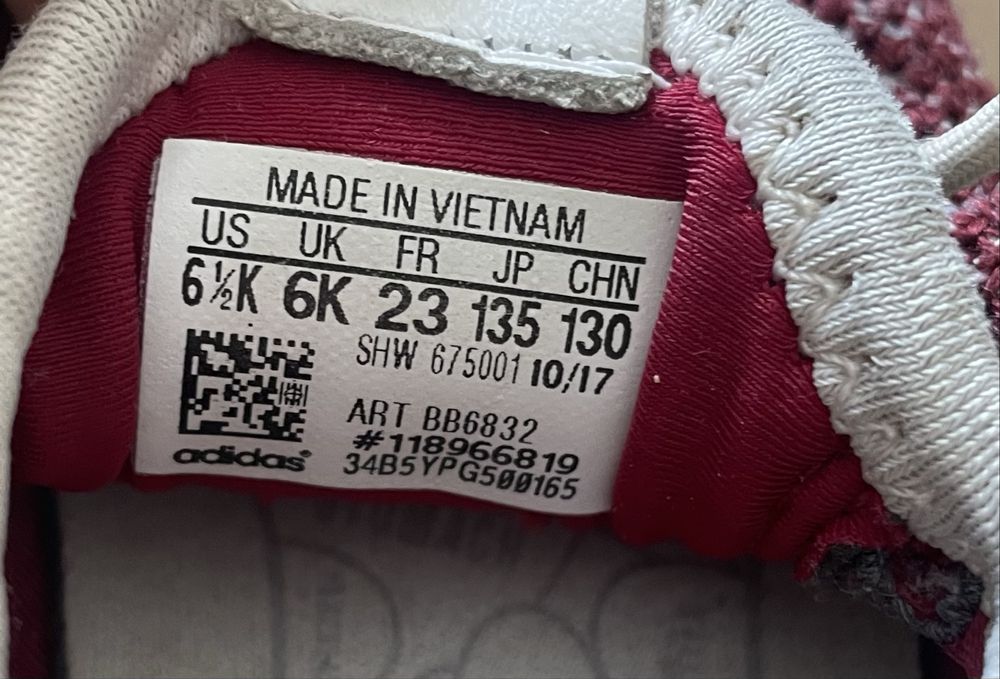 MADE IN VIETNAM
US UK FR JP CHN
6½K 6K 23 135 130
SHW 675001 10/17
ART BB6832
#118966819
adidas® 34B5YPG500165